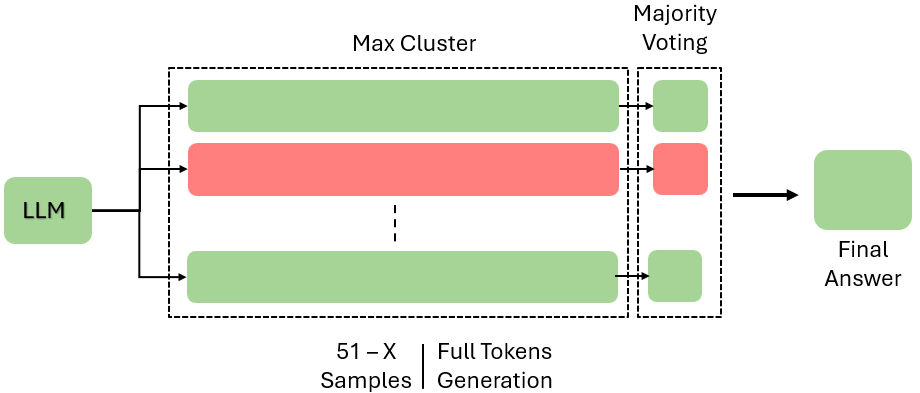 Majority
Voting
Max Cluster
LLM
Final
Answer
51 – X
Samples
Full Tokens
Generation